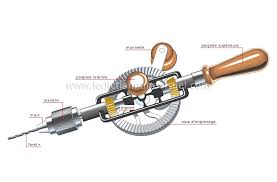 manivelle
poignée supérieure
poignée latérale
mandrin
mors
foret
roue d'engrenage